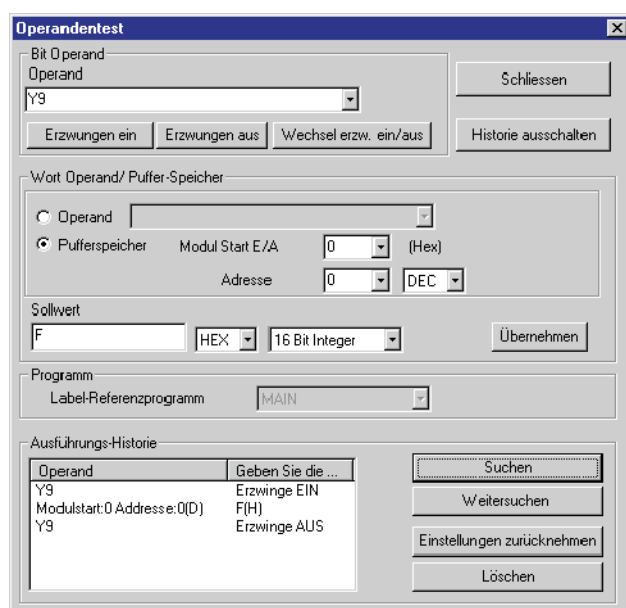 Operandentest
Bit Operand
Operand
Y9
Schliessen
Erzwungen ein
Erzwungen aus
Wechsel erzw. ein/aus
Historie ausschalten
Wort Operand/ Puffer-Speicher
Operand
Pufferspeicher Modul Start E/A 0 (Hex)
Adresse 0 DEC
Sollwert
F HEX 16 Bit Integer Übernehmen
Programm
Label-Referenzprogramm MAIN
Ausführungs-Historie
Operand Geben Sie die ...
Y9 Erzwinge EIN
Modulstart:0 Addresse:0(D) F(H)
Y9 Erzwinge AUS
Suchen
Weitersuchen
Einstellungen zurücknehmen
Löschen